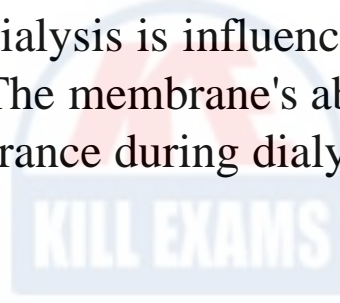 ialysis is influenc
The membrane's ab
rance during dialy
KILL EXAMS